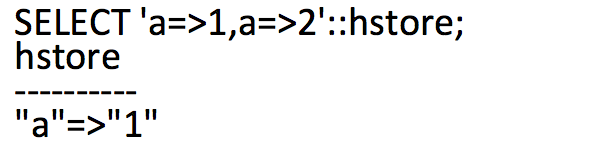 SELECT 'a=>1,a=>2'::hstore;
hstore
----------
"a"=>"1"